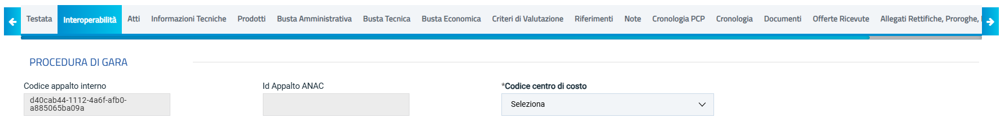 Testata Interoperabilità Atti Informazioni Tecniche Prodotti Busta Amministrativa Busta Tecnica Busta Economica Criteri di Valutazione Riferimenti Note Cronologia PCP Cronologia Documenti Offerte Ricevute Allegati Rettifiche, Proroghe,
PROCEDURA DI GARA
Codice appalto interno Id Appalto ANAC *Codice centro di costo
d40cab44-1112-4a6f-afb0-
a885065ba09a
Seleziona